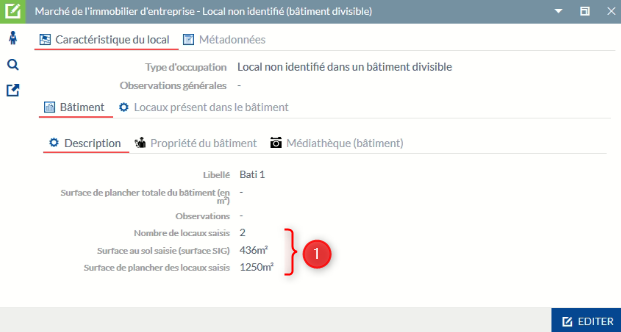 Marché de l'immobilier d'entreprise - Local non identifié (bâtiment divisible)
Caractéristique du local Métadonnées
Type d'occupation Local non identifié dans un bâtiment divisible
Observations générales -
Bâtiment Locaux présent dans le bâtiment
Description Propriété du bâtiment Médiathèque (bâtiment)
Libellé Bati 1
Surface de plancher totale du bâtiment (en -
m²)
Observations -
Nombre de locaux saisis 2
Surface au sol saisie (surface SIG) 436m²
1
Surface de plancher des locaux saisis 1250m²
EDITER